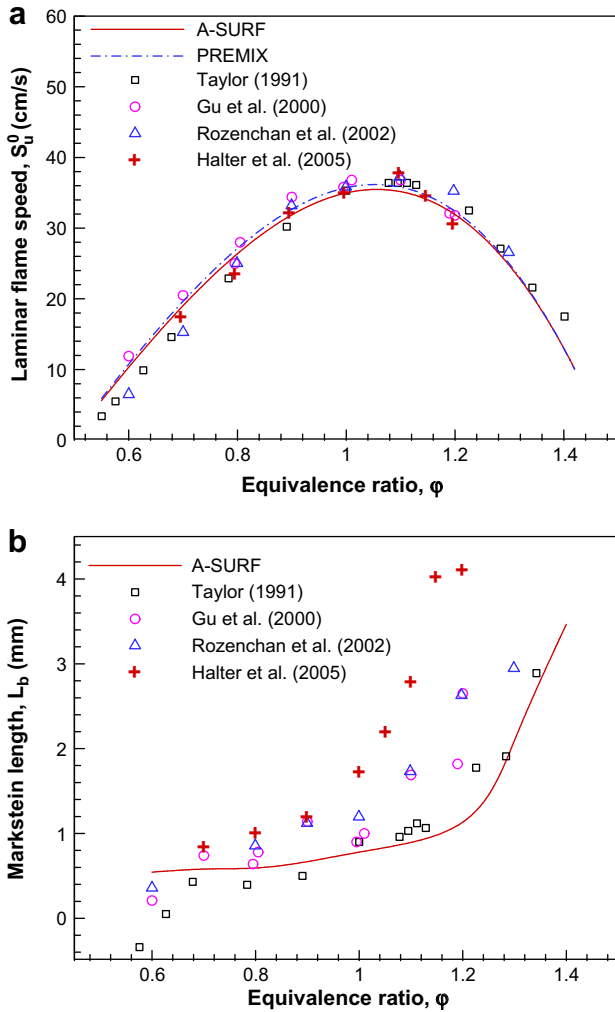 a
60
50
40
30
20
10
0
Laminar flame speed, S_u^0 (cm/s)
A-SURF
PREMIX
Taylor (1991)
Gu et al. (2000)
Rozenchan et al. (2002)
Halter et al. (2005)
0.6 0.8 1 1.2 1.4
Equivalence ratio, φ
b
4
3
2
1
0
Markstein length, L_b (mm)
A-SURF
Taylor (1991)
Gu et al. (2000)
Rozenchan et al. (2002)
Halter et al. (2005)
0.6 0.8 1 1.2 1.4
Equivalence ratio, φ